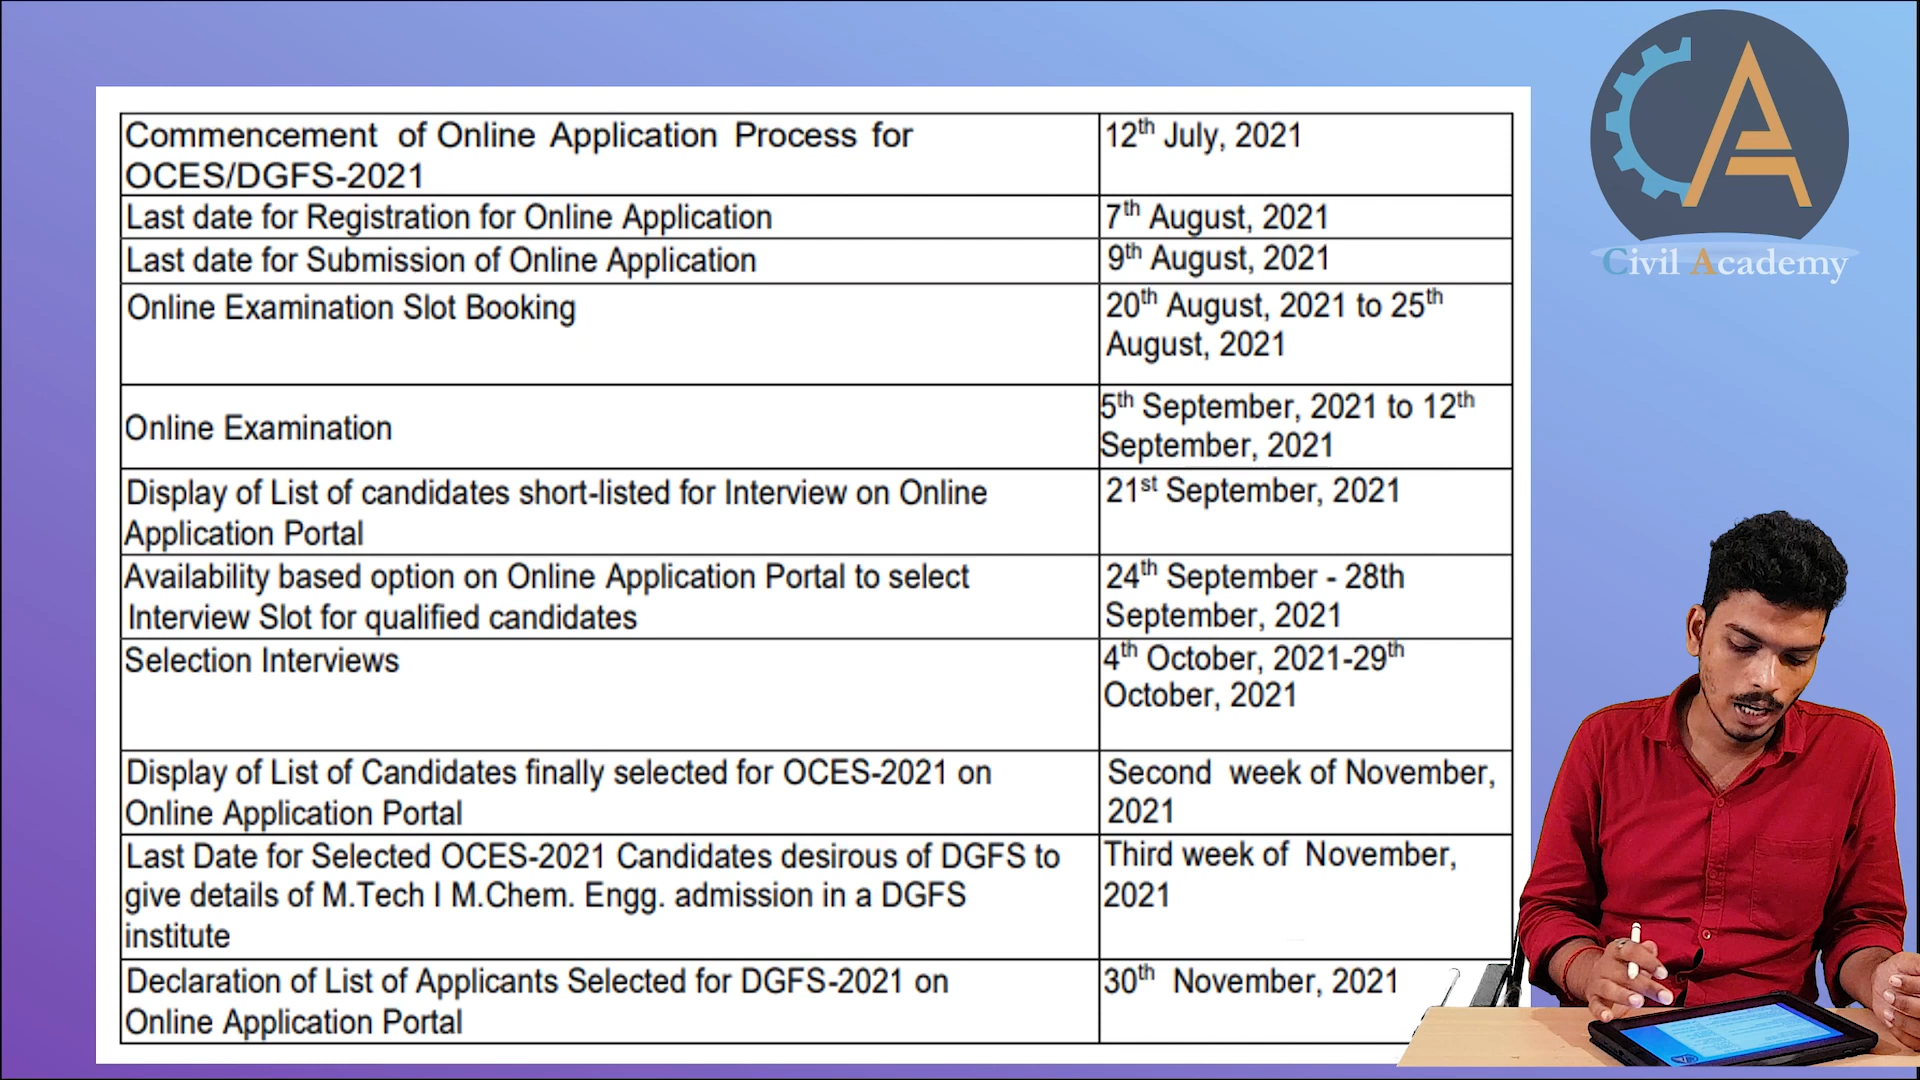 Commencement of Online Application Process for
OCES/DGFS-2021
12th July, 2021
Last date for Registration for Online Application
7th August, 2021
Last date for Submission of Online Application
9th August, 2021
Online Examination Slot Booking
20th August, 2021 to 25th
August, 2021
Online Examination
5th September, 2021 to 12th
September, 2021
Display of List of candidates short-listed for Interview on Online
Application Portal
21st September, 2021
Availability based option on Online Application Portal to select
Interview Slot for qualified candidates
24th September - 28th
September, 2021
Selection Interviews
4th October, 2021-29th
October, 2021
Display of List of Candidates finally selected for OCES-2021 on
Online Application Portal
Second week of November,
2021
Last Date for Selected OCES-2021 Candidates desirous of DGFS to
give details of M.Tech I M.Chem. Engg. admission in a DGFS
institute
Third week of November,
2021
Declaration of List of Applicants Selected for DGFS-2021 on
Online Application Portal
30th November, 2021
CA
Civil Academy